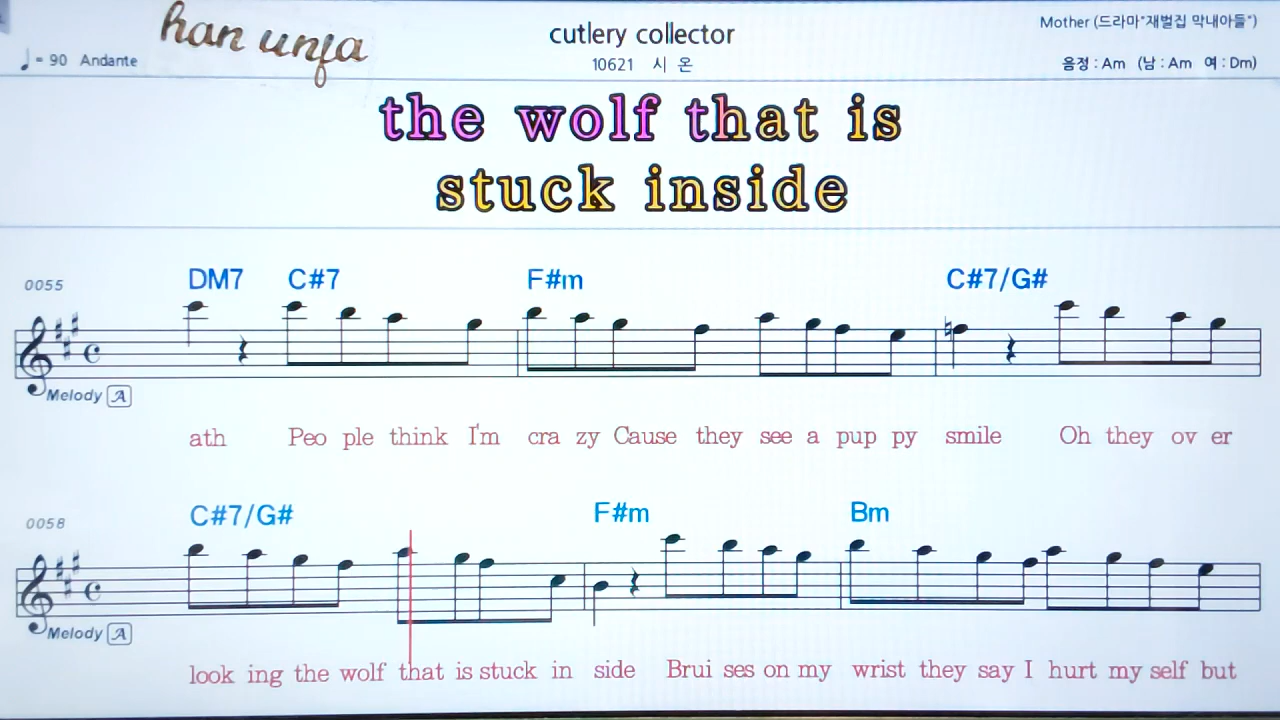 han unja
cutlery collector
Mother (드라마"재벌집 막내아들")
♩= 90 Andante
10621 시 온
음정 : Am (남 : Am 여 : Dm)
the wolf that is
stuck inside
0055
DM7 C#7 F#m C#7/G#
Melody A
ath Peo ple think I'm cra zy Cause they see a pup py smile Oh they ov er
0058
C#7/G# F#m Bm
Melody A
look ing the wolf that is stuck in side Brui ses on my wrist they say I hurt my self but